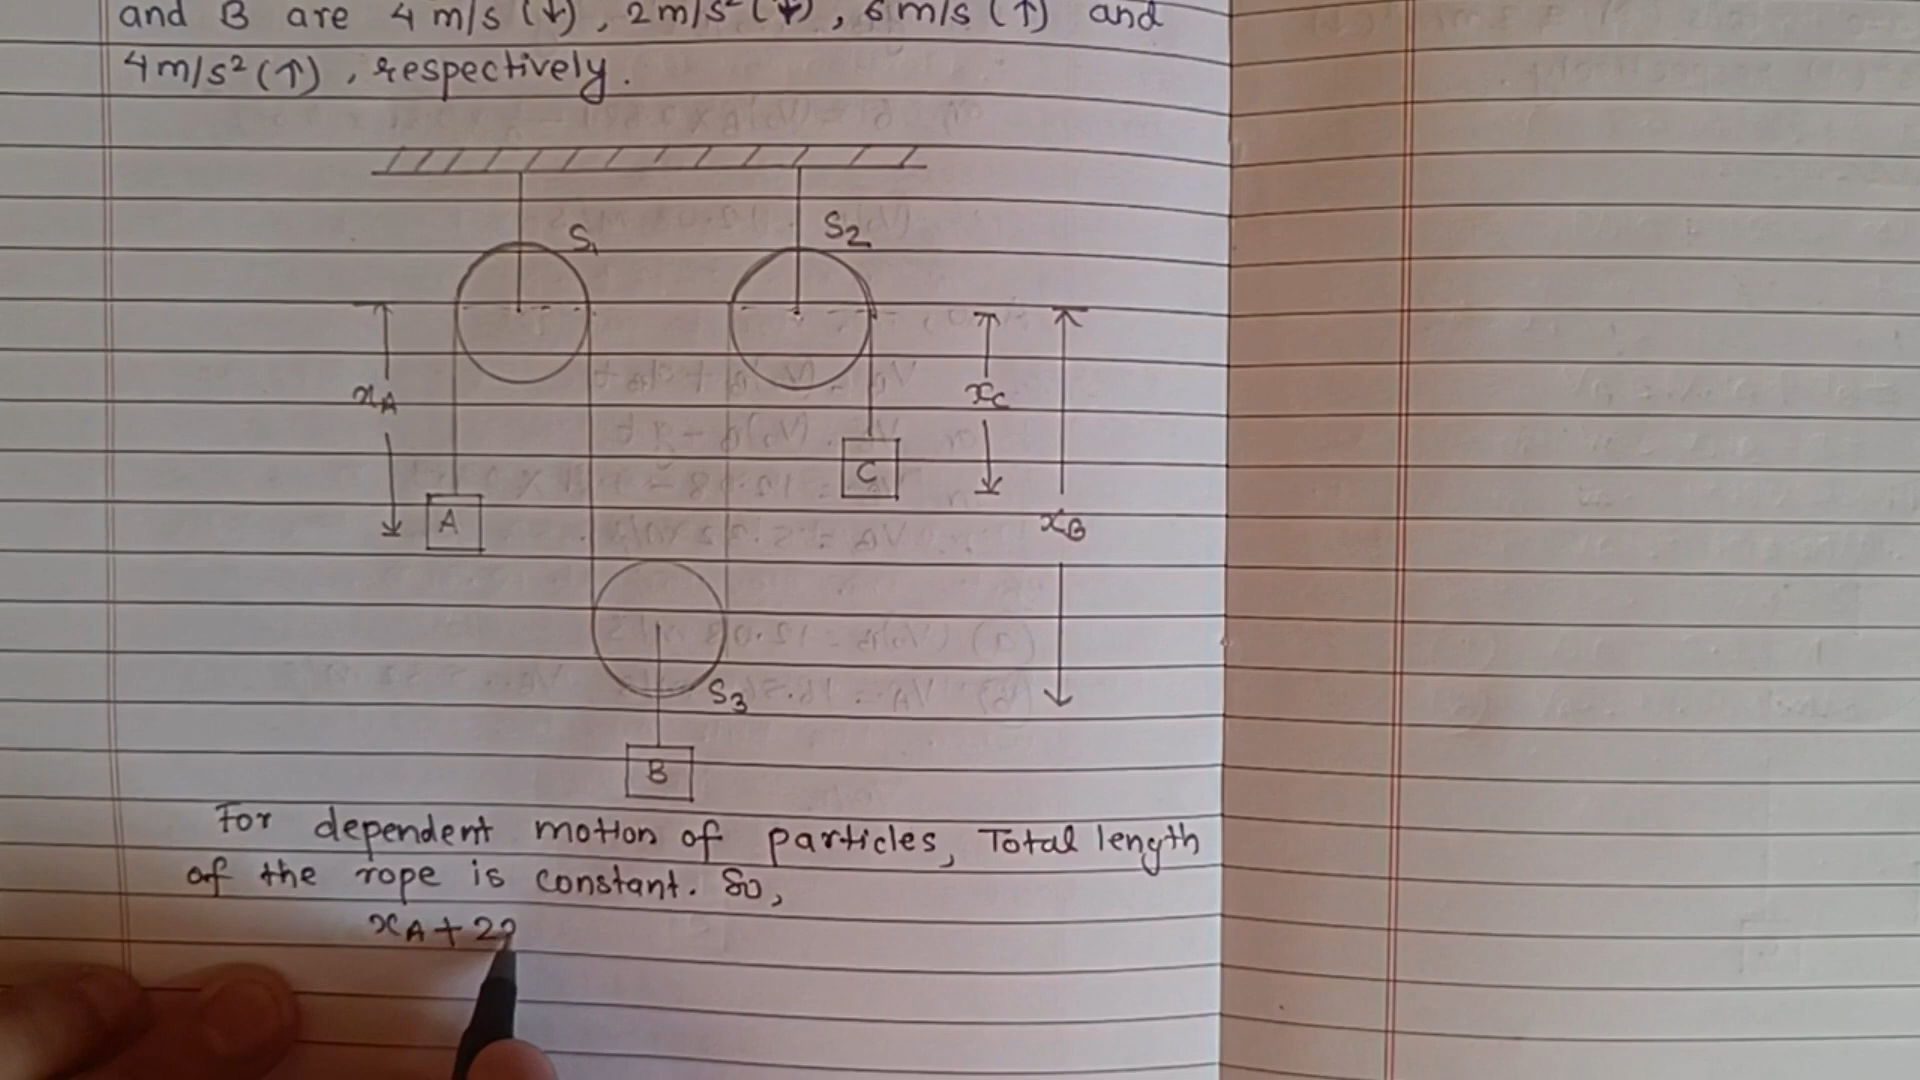 and B are 4 m/s (↓), 2 m/s² (↓), 6 m/s (↑) and
4 m/s² (↑), respectively.
S₁
S₂
xA
xC
C
A
xB
S₃
B
For dependent motion of particles, Total length
of the rope is constant. So,
xA + 2